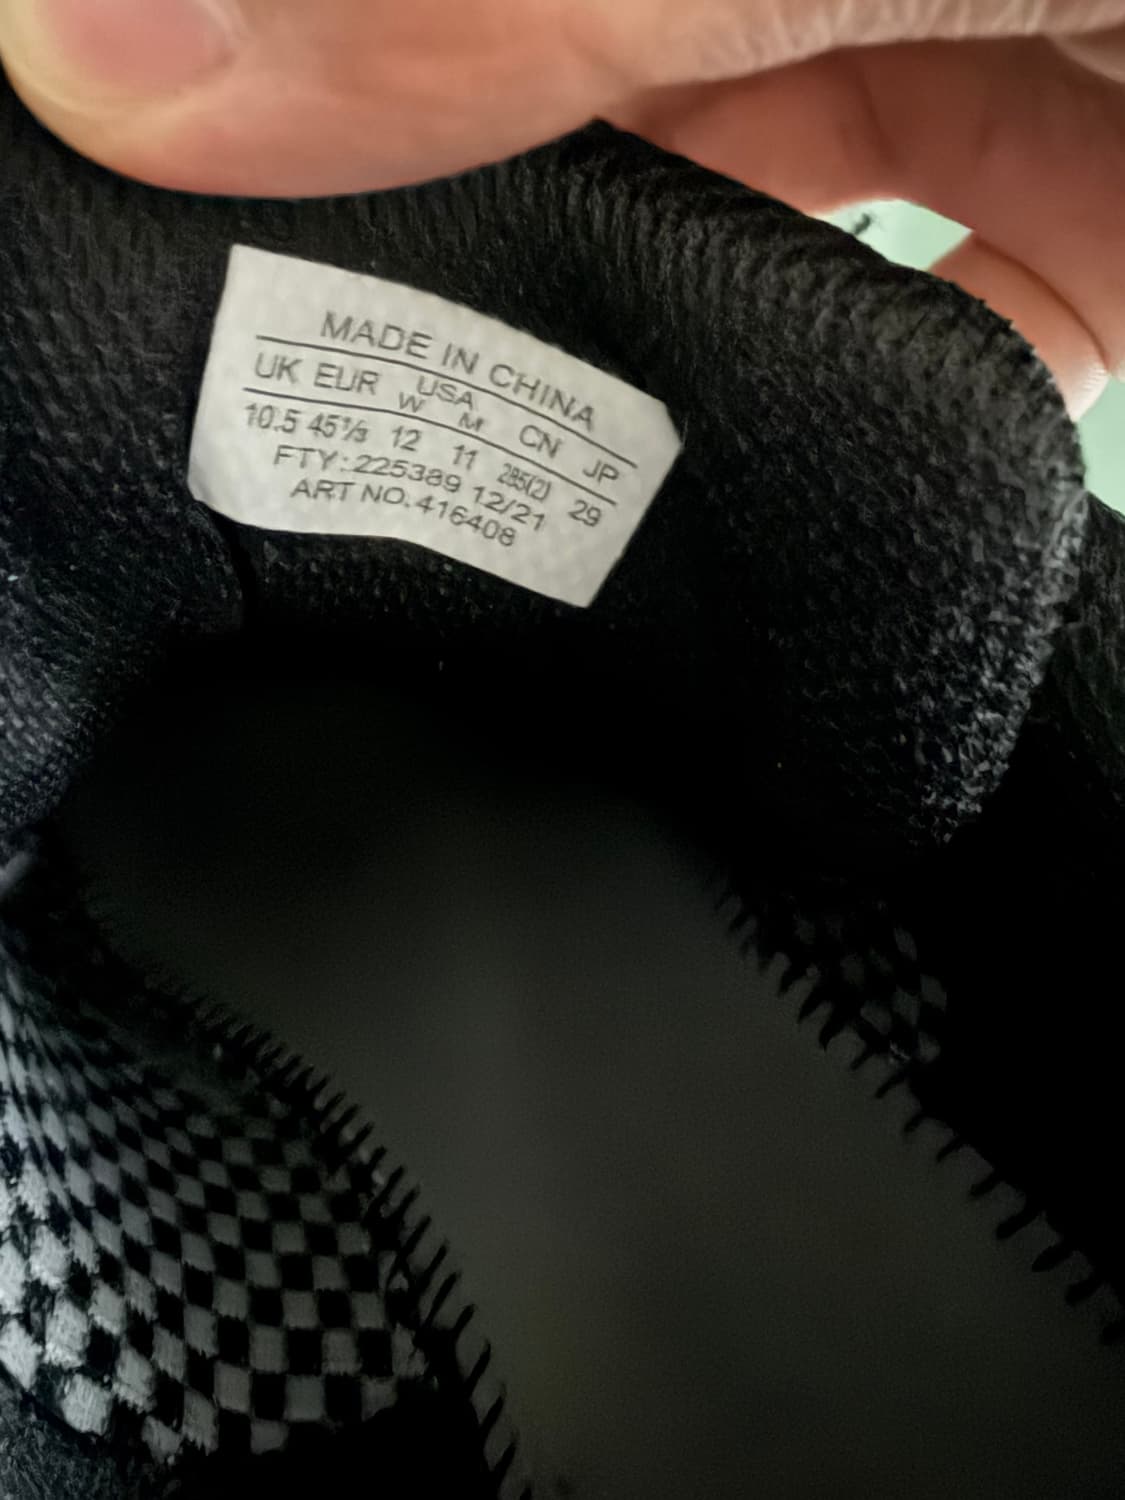 MADE IN CHINA
UK EUR USA CN JP
W M
10.5 45⅓ 12 11 285(2) 29
FTY:225389 12/21
ART NO.416408